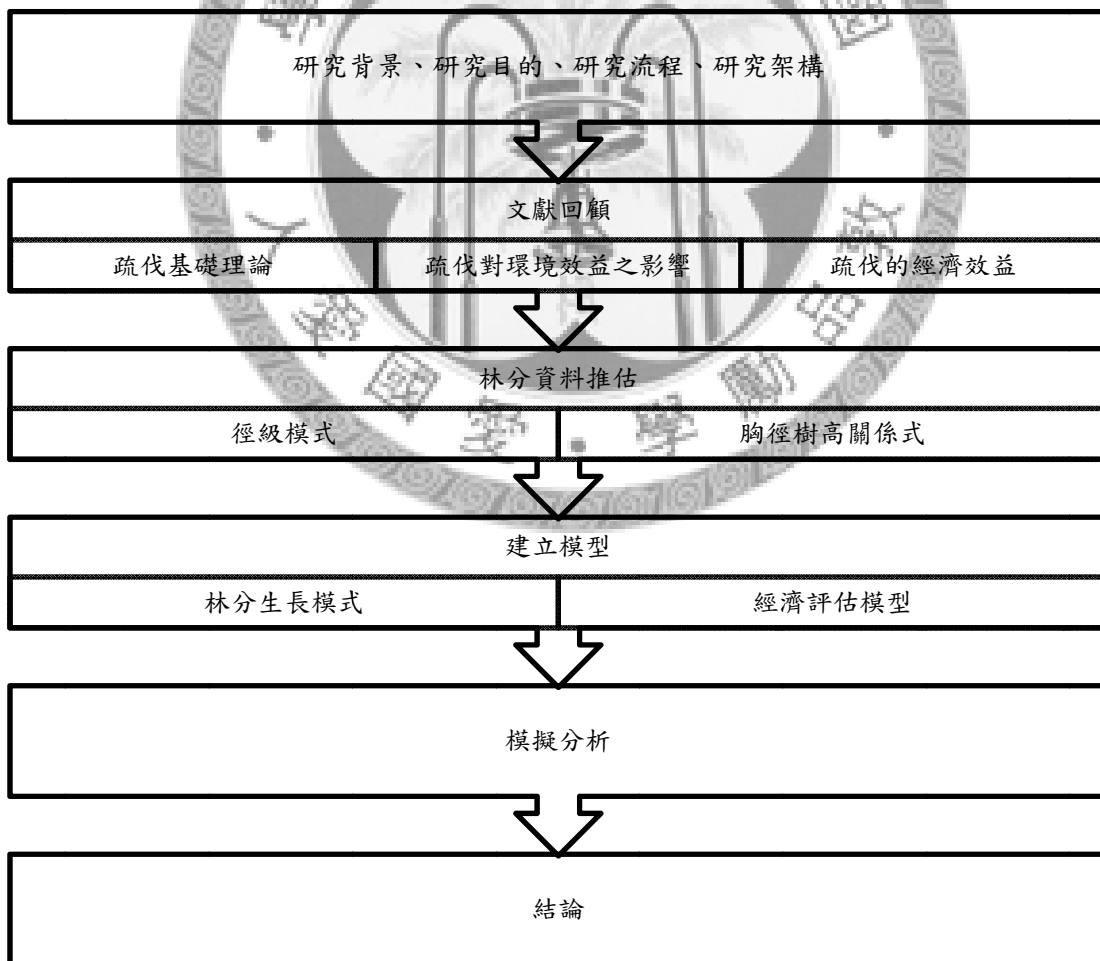 研究背景、研究目的、研究流程、研究架構
文獻回顧
疏伐基礎理論
疏伐對環境效益之影響
疏伐的經濟效益
林分資料推估
徑級模式
胸徑樹高關係式
建立模型
林分生長模式
經濟評估模型
模擬分析
結論